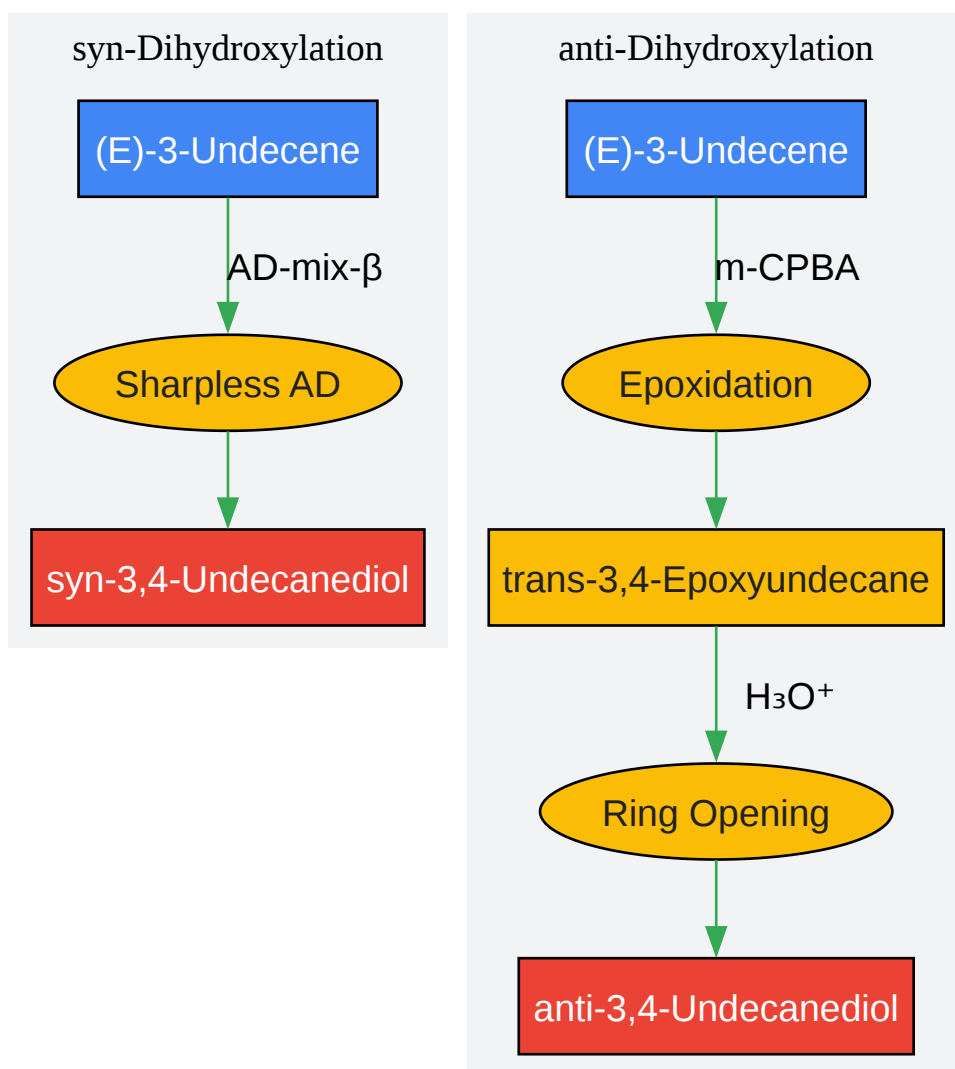 syn-Dihydroxylation
(E)-3-Undecene
AD-mix-β
Sharpless AD
syn-3,4-Undecanediol
anti-Dihydroxylation
(E)-3-Undecene
m-CPBA
Epoxidation
trans-3,4-Epoxyundecane
H₃O⁺
Ring Opening
anti-3,4-Undecanediol